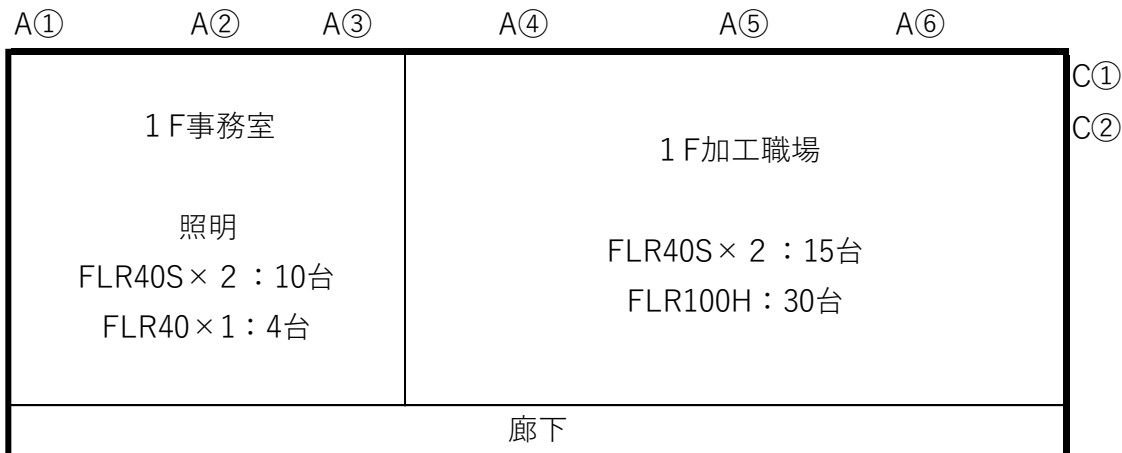 A① A② A③ A④ A⑤ A⑥
C①
C②
１F事務室
照明
FLR40S×２：10台
FLR40×1：4台
１F加工職場
FLR40S×２：15台
FLR100H：30台
廊下